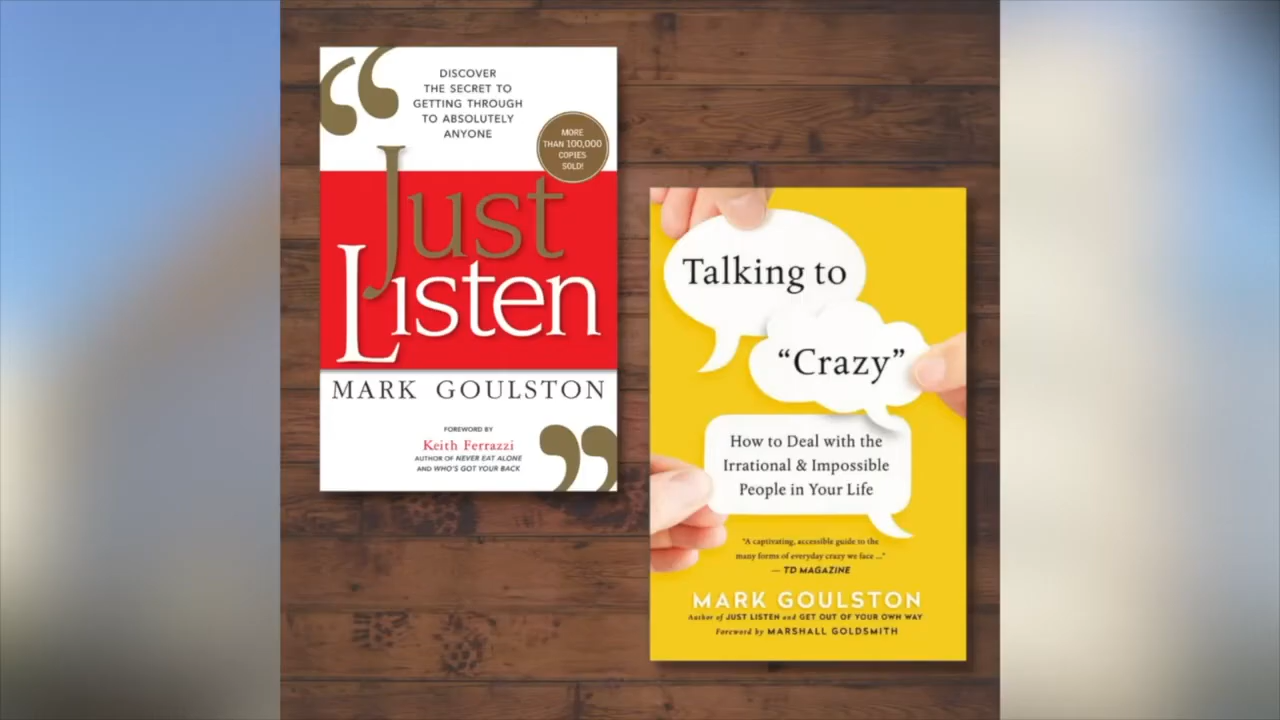 DISCOVER
THE SECRET TO
GETTING THROUGH
TO ABSOLUTELY
ANYONE
MORE
THAN 100,000
COPIES
SOLD!
Just
Listen
MARK GOULSTON
FOREWORD BY
Keith Ferrazzi
AUTHOR OF NEVER EAT ALONE
AND WHO'S GOT YOUR BACK
Talking to
“Crazy”
How to Deal with the
Irrational & Impossible
People in Your Life
"A captivating, accessible guide to the
many forms of everyday crazy we face ..."
— TD MAGAZINE
MARK GOULSTON
Author of JUST LISTEN and GET OUT OF YOUR OWN WAY
Foreword by MARSHALL GOLDSMITH